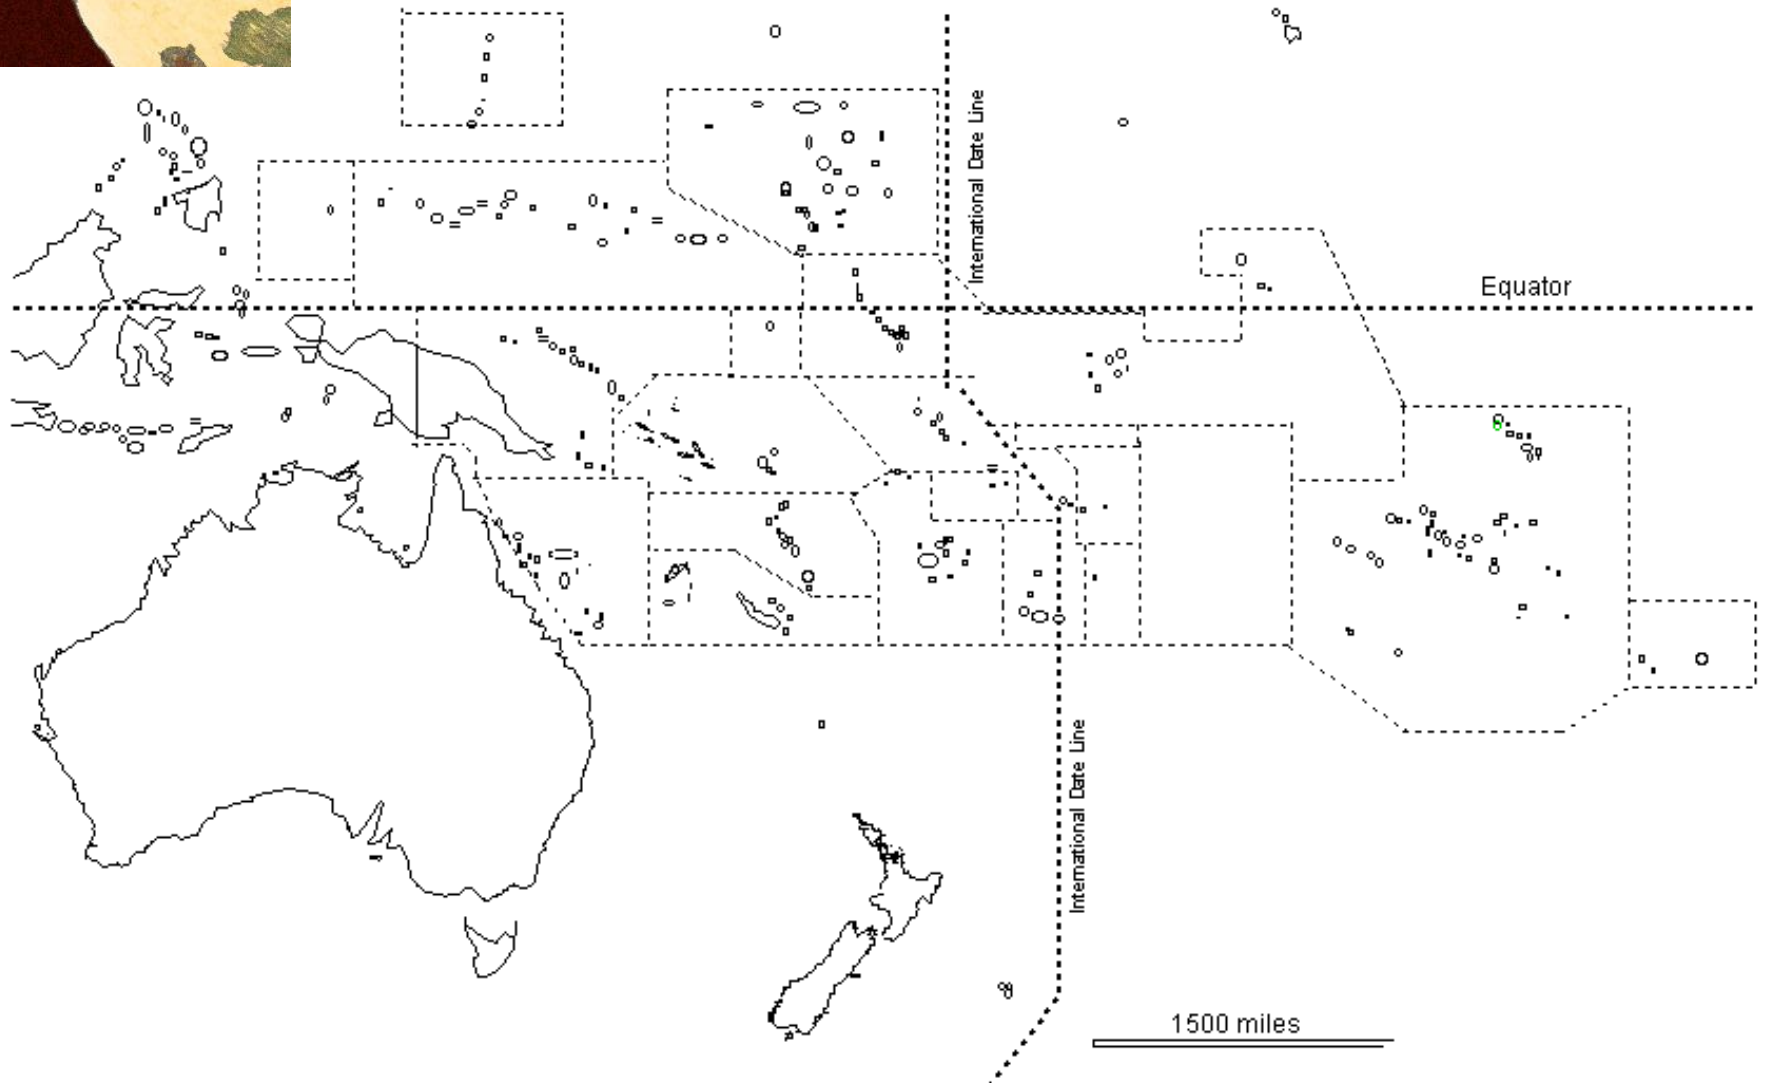 International Date Line
Equator
International Date Line
1500 miles